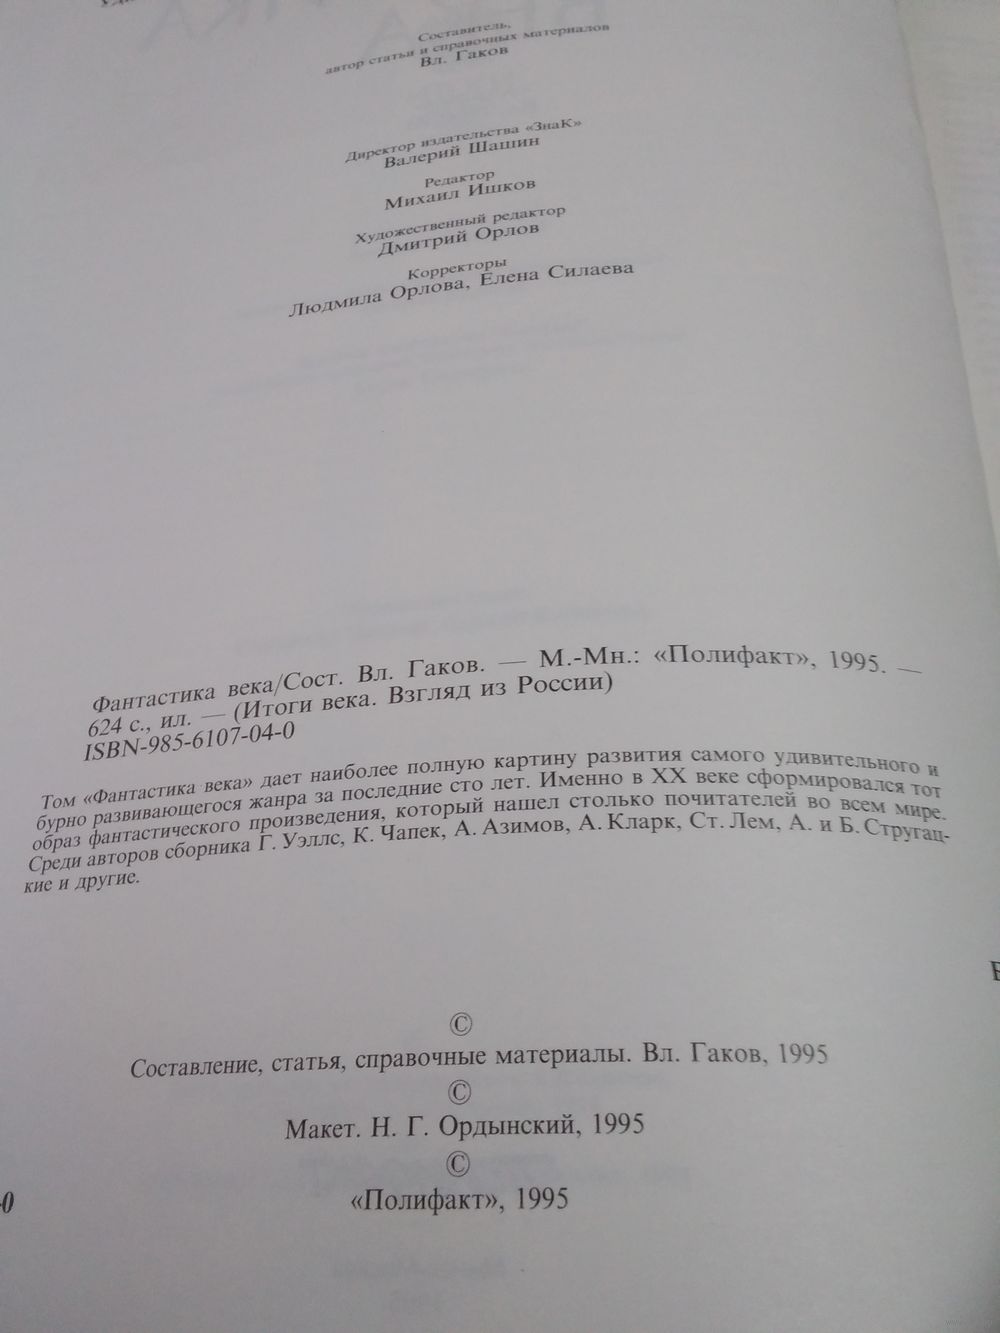 Составитель,
автор статьи и справочных материалов
Вл. Гаков
Директор издательства «ЗнаК»
Валерий Шашин
Редактор
Михаил Ишков
Художественный редактор
Дмитрий Орлов
Корректоры
Людмила Орлова, Елена Силаева
Фантастика века/Сост. Вл. Гаков. — М.-Мн.: «Полифакт», 1995. —
624 с., ил. — (Итоги века. Взгляд из России)
ISBN-985-6107-04-0
Том «Фантастика века» дает наиболее полную картину развития самого удивительного и
бурно развивающегося жанра за последние сто лет. Именно в XX веке сформировался тот
образ фантастического произведения, который нашел столько почитателей во всем мире.
Среди авторов сборника Г. Уэллс, К. Чапек, А. Азимов, А. Кларк, Ст. Лем, А. и Б. Стругац-
кие и другие.
©
Составление, статья, справочные материалы. Вл. Гаков, 1995
©
Макет. Н. Г. Ордынский, 1995
©
«Полифакт», 1995
-0